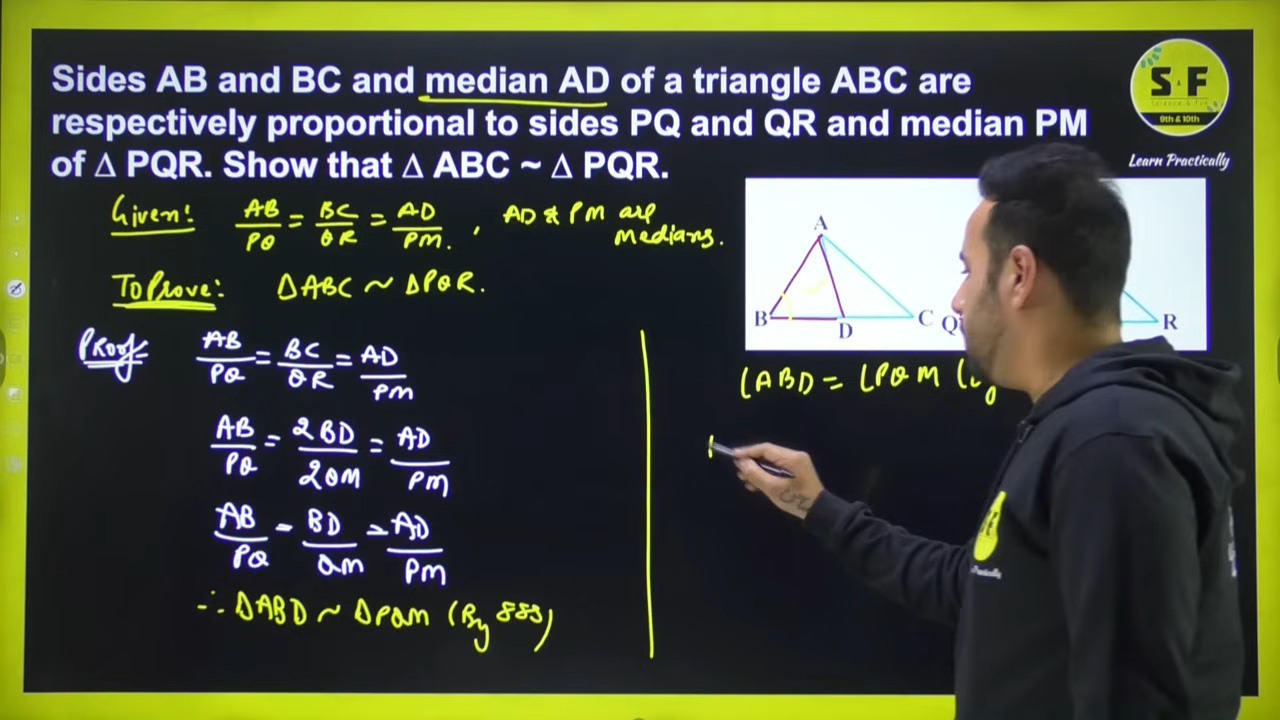 Sides AB and BC and median AD of a triangle ABC are
respectively proportional to sides PQ and QR and median PM
of Δ PQR. Show that Δ ABC ~ Δ PQR.
S&F
Science & Fun
9th & 10th
Learn Practically
Given: AB/PQ = BC/QR = AD/PM. , AD & PM are
Medians.
To Prove: ΔABC ~ ΔPQR.
Proof AB/PQ = BC/QR = AD/PM
AB/PQ = 2BD/2QM = AD/PM
AB/PQ = BD/QM = AD/PM
∴ ΔABD ~ ΔPQM (By SSS)
A
B D C Q R
∠ABD = ∠PQM